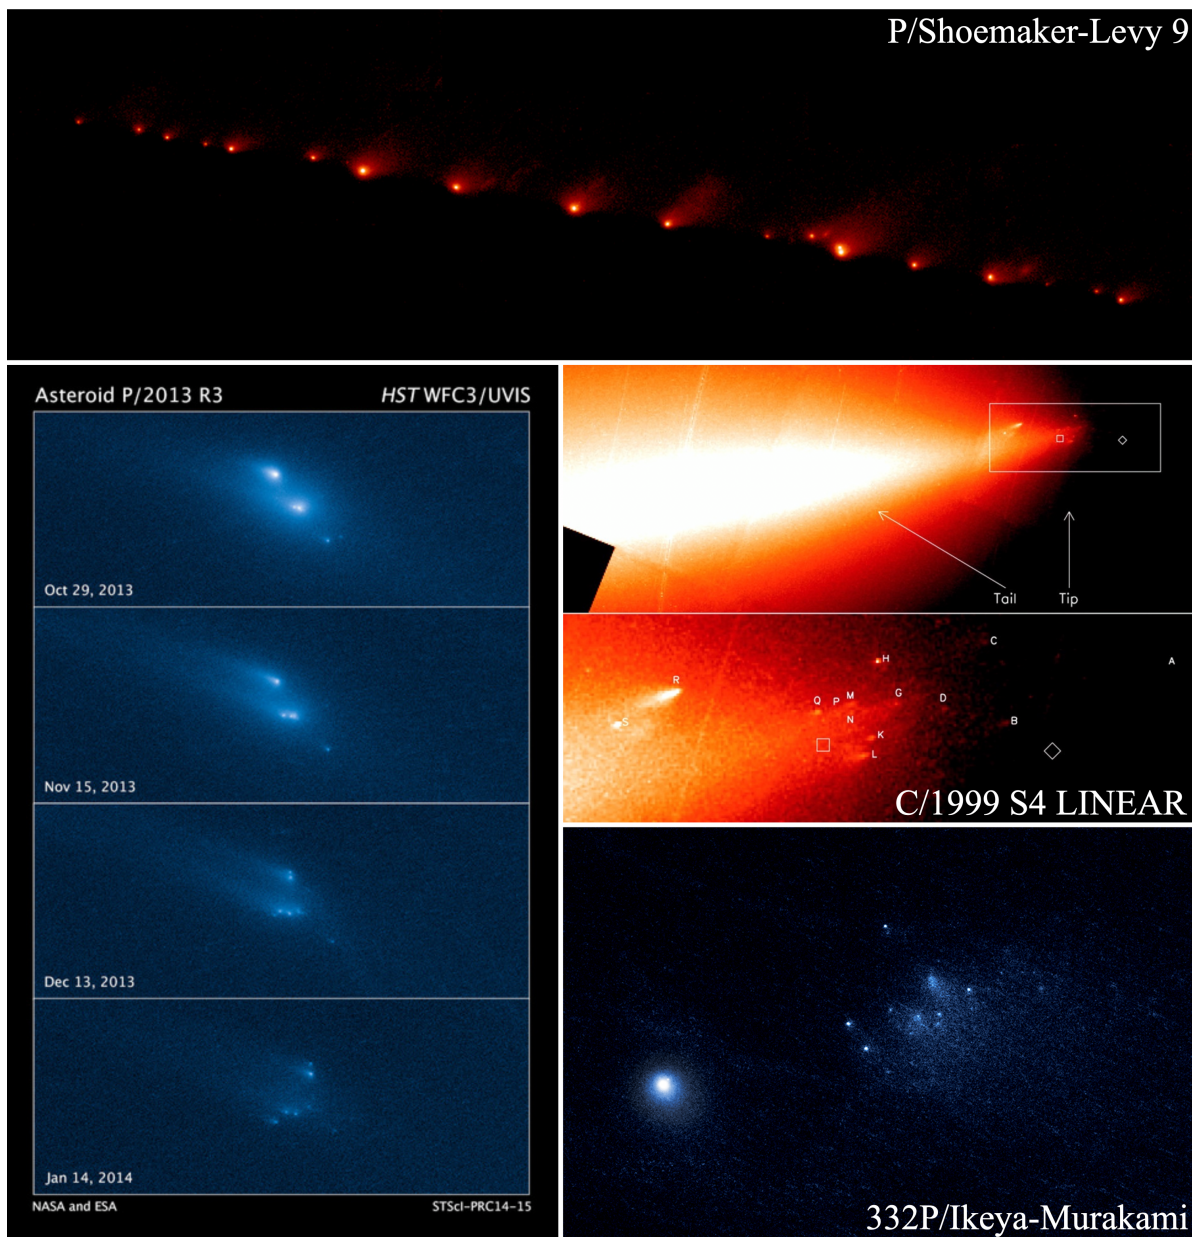 P/Shoemaker-Levy 9
Asteroid P/2013 R3 HST WFC3/UVIS
Oct 29, 2013
Nov 15, 2013
Dec 13, 2013
Jan 14, 2014
NASA and ESA STScI-PRC14-15
Tail Tip
C
A
H
R
G
Q P M D
S N B
K
L
C/1999 S4 LINEAR
332P/Ikeya-Murakami